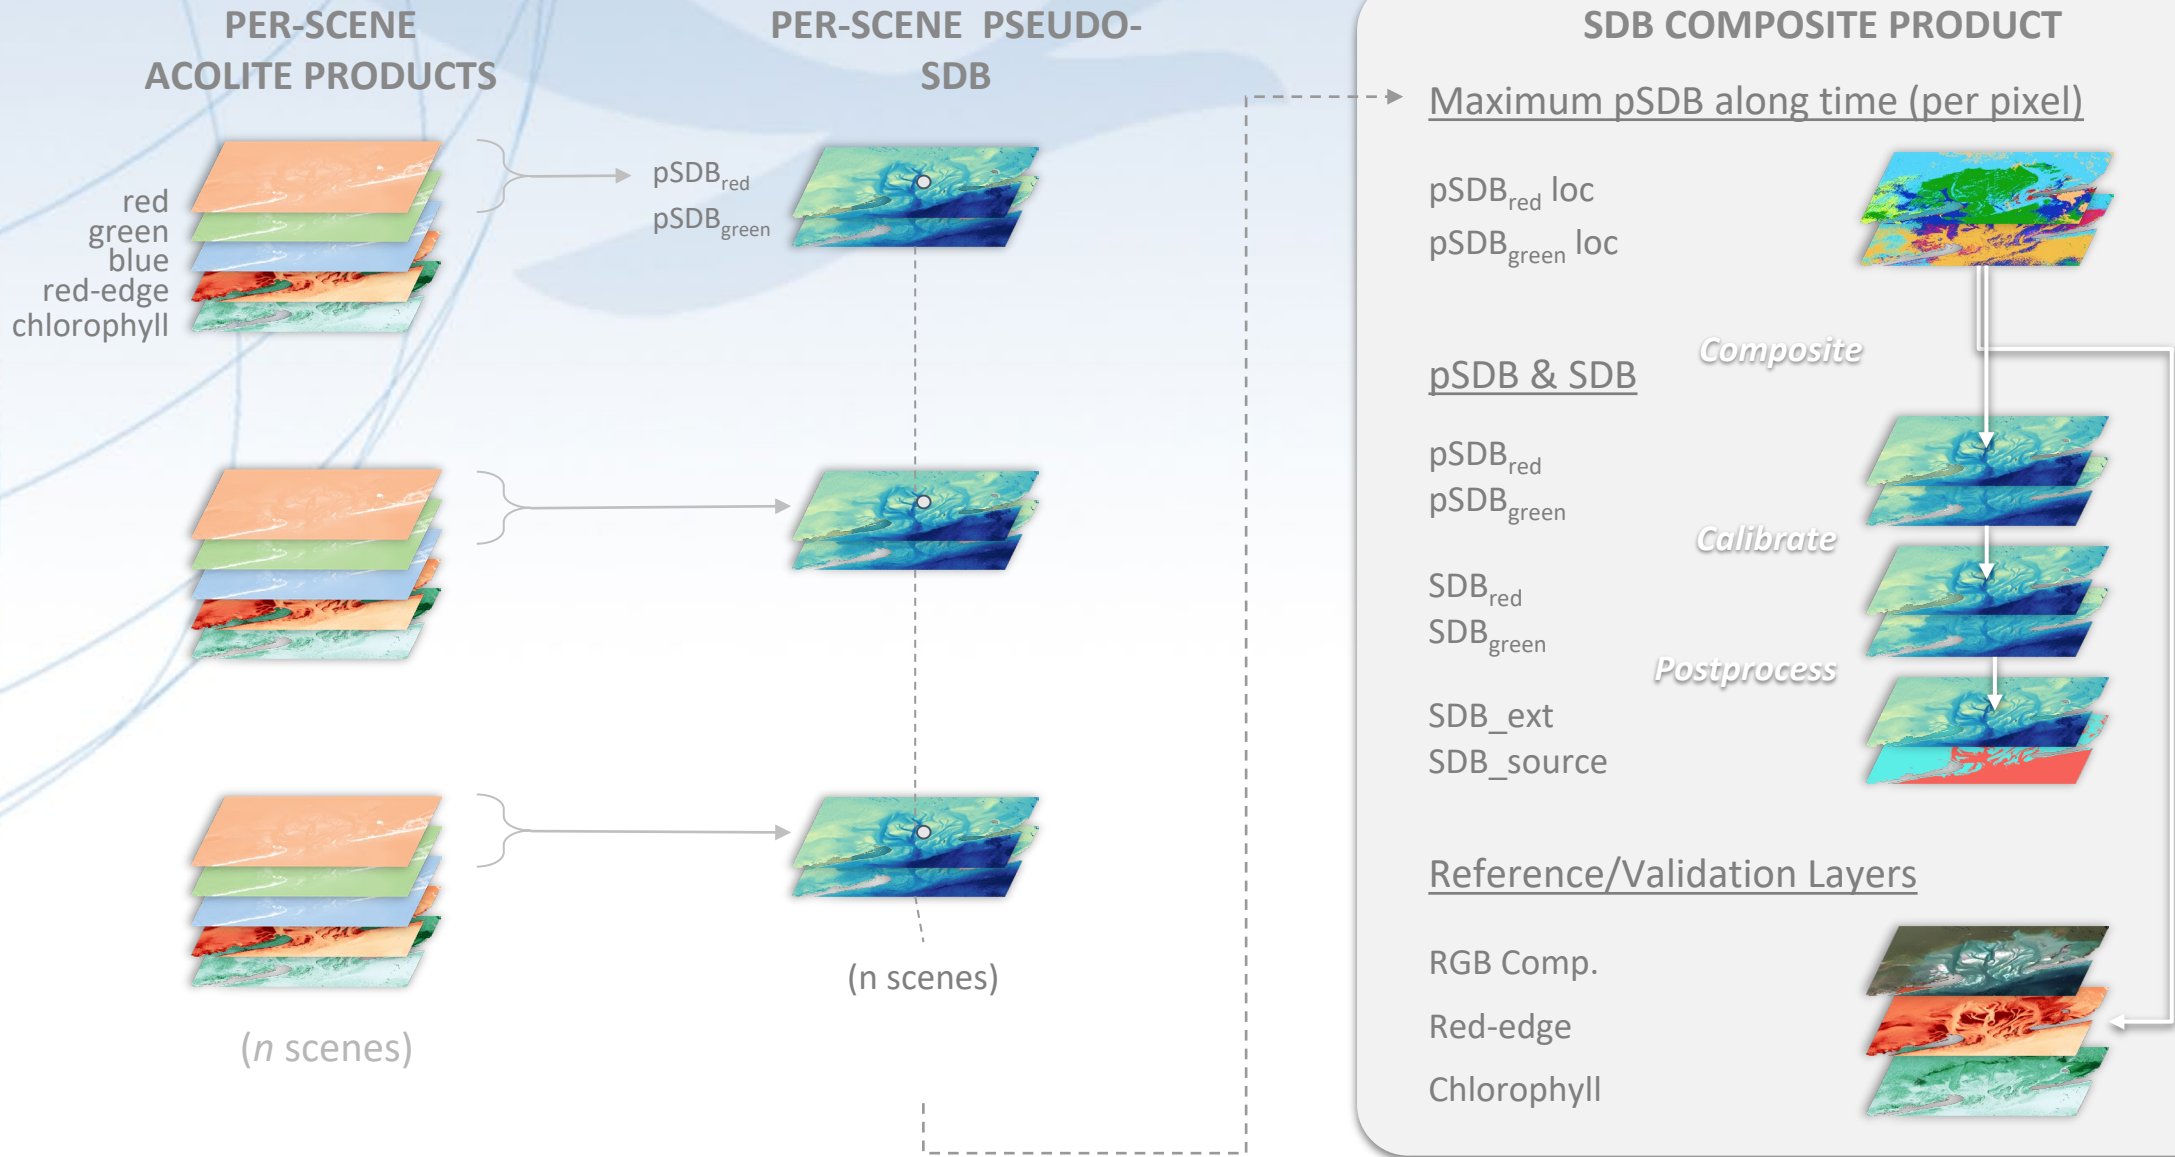 PER-SCENE
ACOLITE PRODUCTS
red
green
blue
red-edge
chlorophyll
(n scenes)
PER-SCENE PSEUDO-
SDB
pSDBred
pSDBgreen
(n scenes)
SDB COMPOSITE PRODUCT
Maximum pSDB along time (per pixel)
pSDBred loc
pSDBgreen loc
Composite
pSDB & SDB
pSDBred
pSDBgreen
Calibrate
SDBred
SDBgreen
Postprocess
SDB_ext
SDB_source
Reference/Validation Layers
RGB Comp.
Red-edge
Chlorophyll